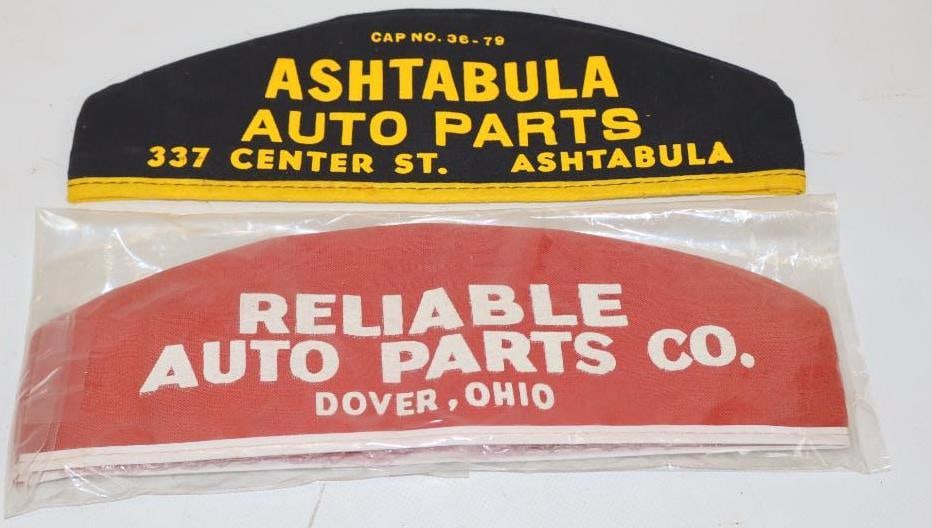 CAP NO. 36-79
ASHTABULA
AUTO PARTS
337 CENTER ST. ASHTABULA
RELIABLE
AUTO PARTS CO.
DOVER, OHIO